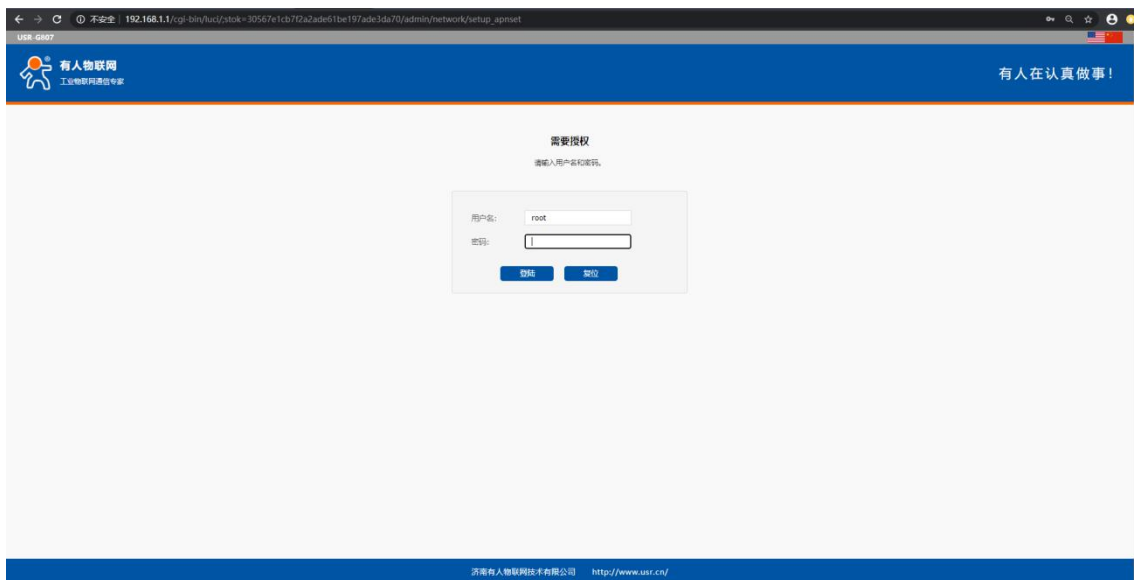 不安全 192.168.1.1/cgi-bin/luci/;stok=30567e1cb7f2a2ade61be197ade3da70/admin/network/setup_apnset
USR-G807
有人物联网
工业物联网通信专家
有人在认真做事!
需要授权
请输入用户名和密码。
用户名: root
密码:
登陆 复位
济南有人物联网技术有限公司 http://www.usr.cn/